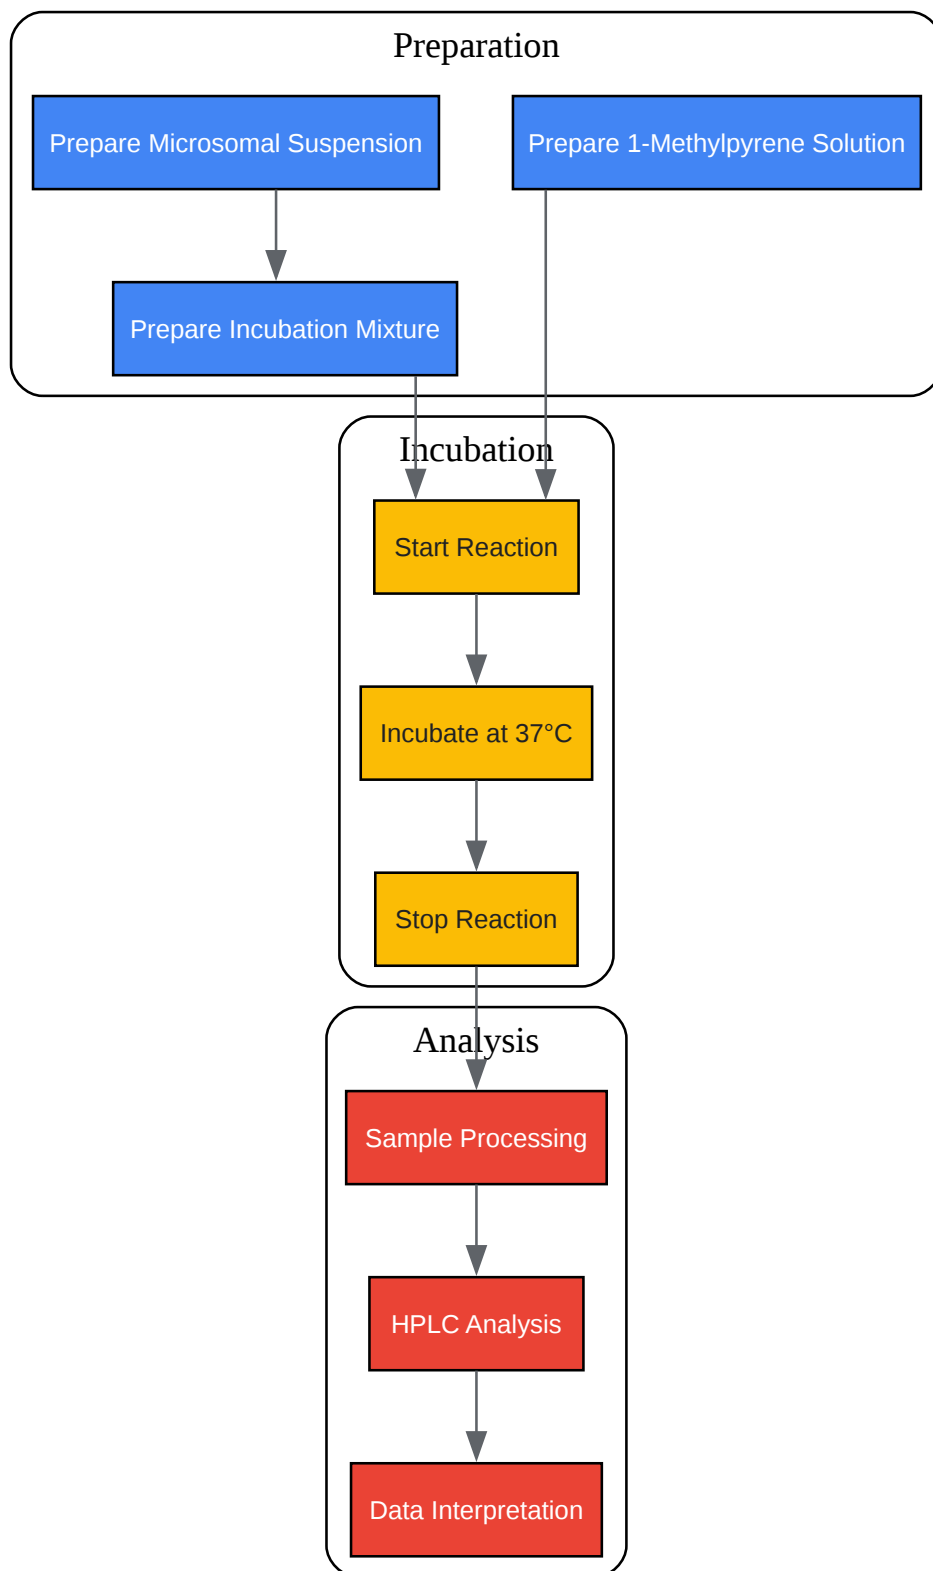 Preparation
Prepare Microsomal Suspension
Prepare 1-Methylpyrene Solution
Prepare Incubation Mixture
Incubation
Start Reaction
Incubate at 37°C
Stop Reaction
Analysis
Sample Processing
HPLC Analysis
Data Interpretation